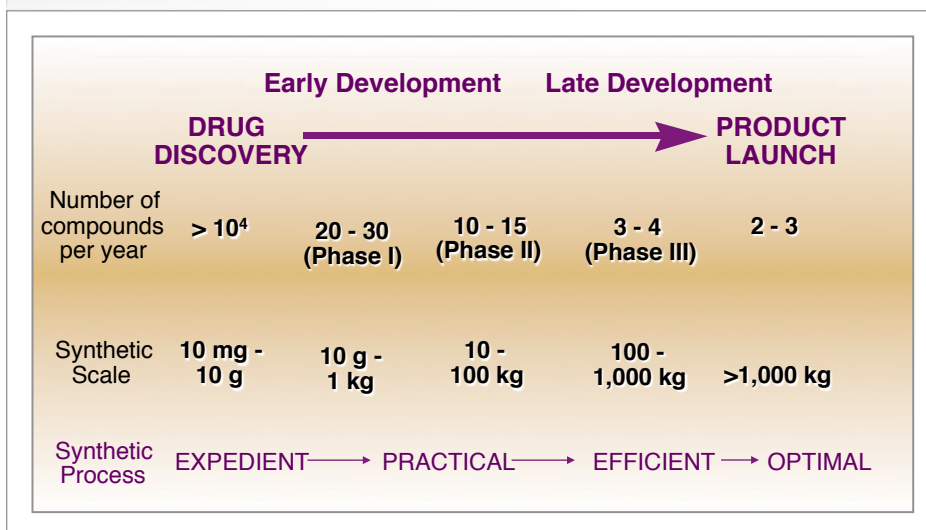 Early Development Late Development
DRUG DISCOVERY
PRODUCT LAUNCH
Number of compounds per year
> 10⁴
20 - 30 (Phase I)
10 - 15 (Phase II)
3 - 4 (Phase III)
2 - 3
Synthetic Scale
10 mg - 10 g
10 g - 1 kg
10 - 100 kg
100 - 1,000 kg
>1,000 kg
Synthetic Process
EXPEDIENT PRACTICAL EFFICIENT OPTIMAL